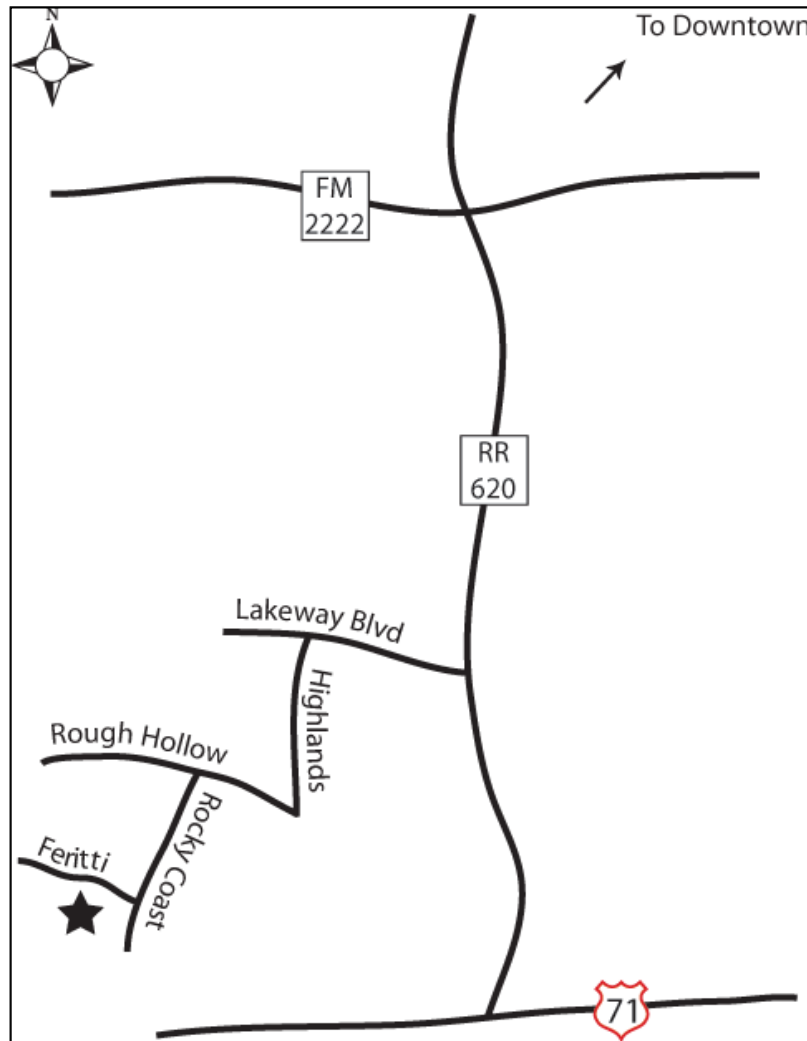 N
To Downtown
FM
2222
RR
620
Lakeway Blvd
Highlands
Rough Hollow
Rocky Coast
Feritti
71